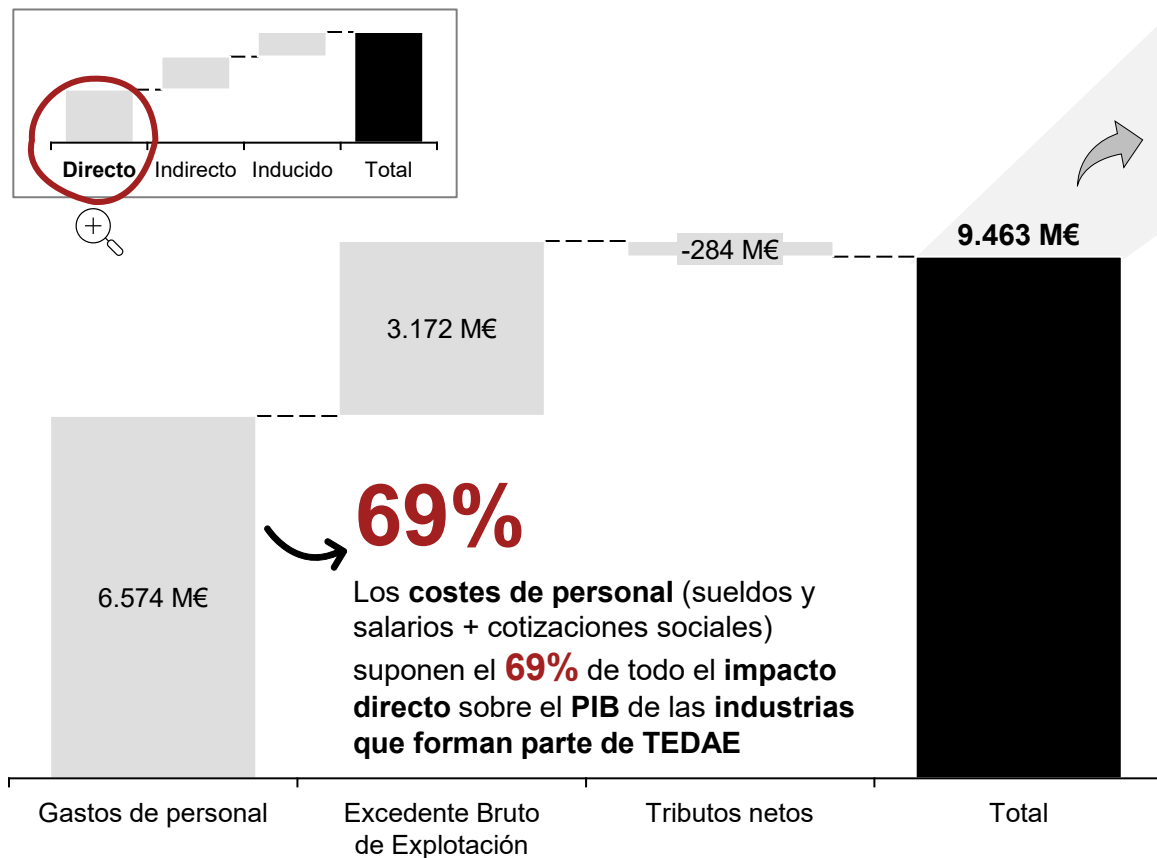 Directo
Indirecto
Inducido
Total
9.463 M€
-284 M€
3.172 M€
69%
6.574 M€
Los costes de personal (sueldos y
salarios + cotizaciones sociales)
suponen el 69% de todo el impacto
directo sobre el PIB de las industrias
que forman parte de TEDAE
Gastos de personal
Excedente Bruto
de Explotación
Tributos netos
Total